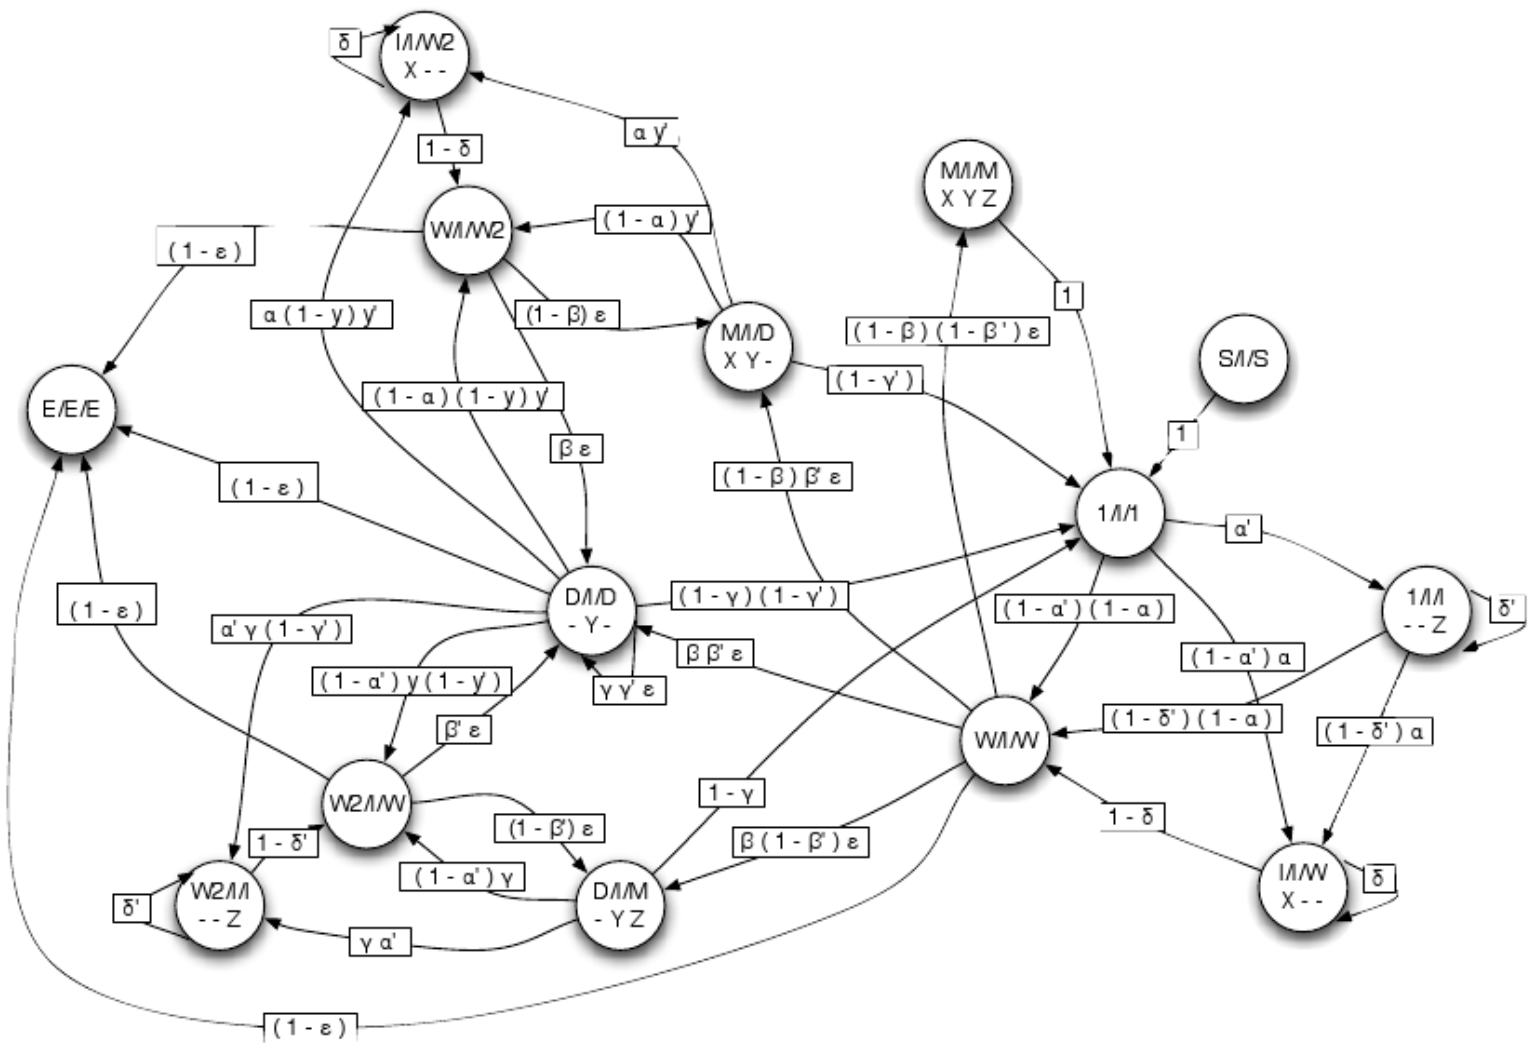 δ
I/I/W2
X - -
1 - δ
α y'
M/I/M
X Y Z
W/I/W2
( 1 - α ) y'
( 1 - ε )
α ( 1 - y ) y'
(1 - β) ε
M/I/D
X Y -
( 1 - β ) ( 1 - β ' ) ε
1
S/I/S
E/E/E
( 1 - α ) ( 1 - y ) y'
(1 - γ')
β ε
1
( 1 - ε )
( 1 - β ) β' ε
1/I/1
α'
( 1 - ε )
D/I/D
- Y -
( 1 - γ ) ( 1 - γ' )
( 1 - α' ) ( 1 - α )
1/I/I
- - Z
δ'
α' γ ( 1 - γ' )
β β' ε
( 1 - α' ) α
( 1 - α' ) y ( 1 - y' )
γ γ' ε
β' ε
W/I/W
( 1 - δ' ) ( 1 - α )
( 1 - δ' ) α
W2/I/W
1 - γ
1 - δ
1 - δ'
(1 - β') ε
β ( 1 - β' ) ε
( 1 - α' ) γ
I/I/W
X - -
δ
W2/I/I
- - Z
δ'
D/I/M
- Y Z
γ α'
( 1 - ε )